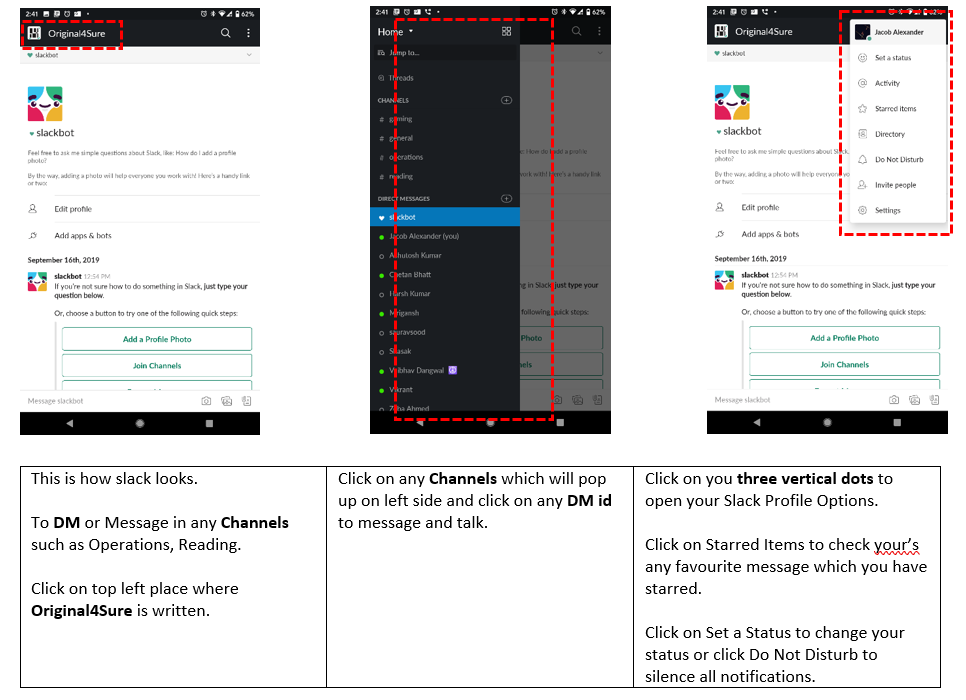 2:41
62%
Original4Sure
slackbot
slackbot
Feel free to ask me simple questions about Slack, like: How do I add a profile
photo?
By the way, adding a photo will help everyone you work with! Here's a handy link
or two:
Edit profile
Add apps & bots
September 16th, 2019
slackbot 12:54 PM
If you're not sure how to do something in Slack, just type your
question below.
Or, choose a button to try one of the following quick steps:
Add a Profile Photo
Join Channels
Message slackbot
2:41
62%
Home
Jump to...
Threads
CHANNELS
# gaming
# general
# operations
# reading
DIRECT MESSAGES
slackbot
Jacob Alexander (you)
Ashutosh Kumar
Chetan Bhatt
Harsh Kumar
Mrigansh
sauravsood
Vaibhav Dangwal
Vikrant
Zoha Ahmed
How do I add a profile
work with! Here's a handy link
ng in Slack, just type your
following quick steps:
Photo
nels
2:41
62%
Original4Sure
slackbot
slackbot
Feel free to ask me simple questions about Slack,
photo?
By the way, adding a photo will help everyone
or two:
Edit profile
Add apps & bots
September 16th, 2019
slackbot 12:54 PM
If you're not sure how to do something in Slack, just type your
question below.
Or, choose a button to try one of the following quick steps:
Add a Profile Photo
Join Channels
Message slackbot
Jacob Alexander
Set a status
Activity
Starred items
Directory
Do Not Disturb
Invite people
Settings
This is how slack looks.
To DM or Message in any Channels
such as Operations, Reading.
Click on top left place where
Original4Sure is written.
Click on any Channels which will pop
up on left side and click on any DM id
to message and talk.
Click on you three vertical dots to
open your Slack Profile Options.
Click on Starred Items to check your's
any favourite message which you have
starred.
Click on Set a Status to change your
status or click Do Not Disturb to
silence all notifications.